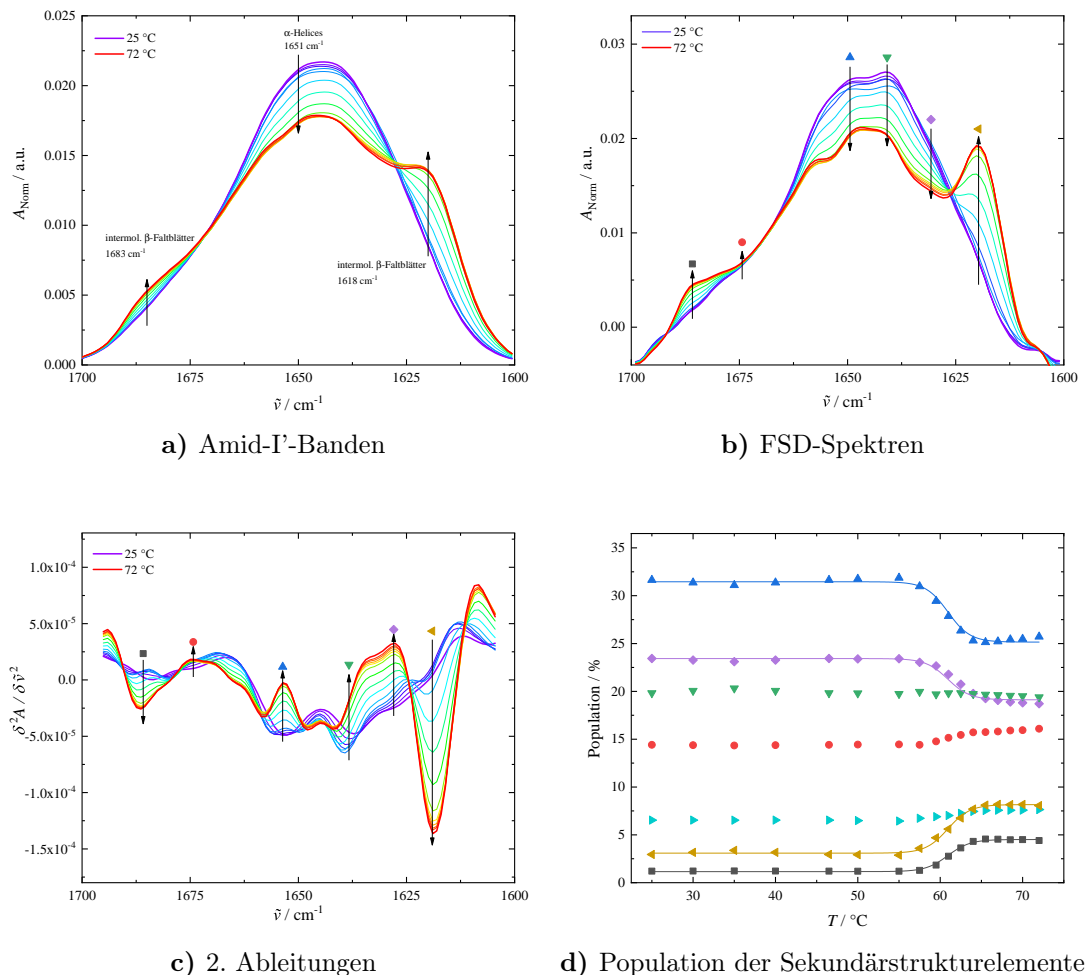 0.025
0.020
0.015
0.010
0.005
0.000
A_Norm / a.u.
25 °C
72 °C
α-Helices
1651 cm⁻¹
intermol. β-Faltblätter
1683 cm⁻¹
intermol. β-Faltblätter
1618 cm⁻¹
1700 1675 1650 1625 1600
ṽ / cm⁻¹
a) Amid-I'-Banden
0.03
0.02
0.01
0.00
A_Norm / a.u.
25 °C
72 °C
1700 1675 1650 1625 1600
ṽ / cm⁻¹
b) FSD-Spektren
1.0x10⁻⁴
5.0x10⁻⁵
0.0
-5.0x10⁻⁵
-1.0x10⁻⁴
-1.5x10⁻⁴
δ²A / δṽ²
25 °C
72 °C
1700 1675 1650 1625 1600
ṽ / cm⁻¹
c) 2. Ableitungen
35
30
25
20
15
10
5
0
Population / %
30 40 50 60 70
T / °C
d) Population der Sekundärstrukturelemente